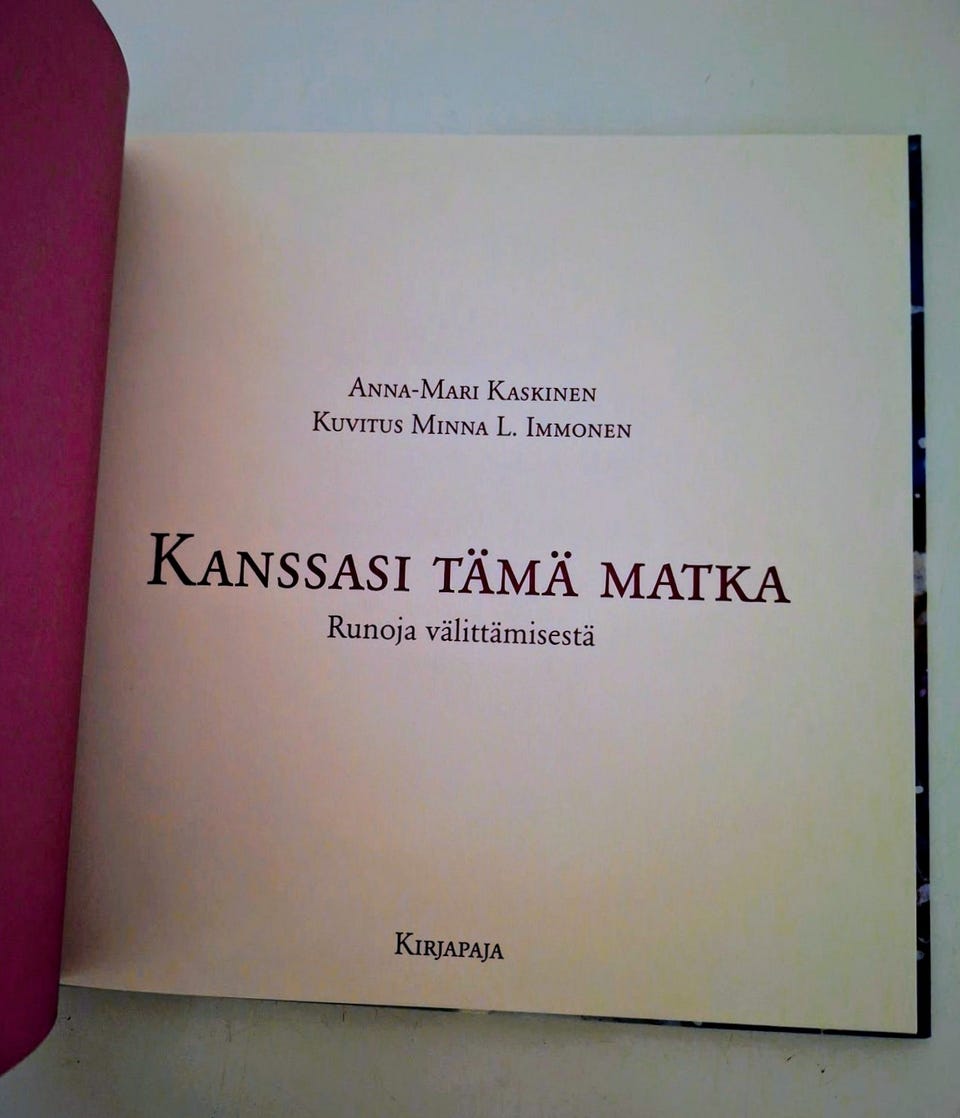 Anna-Mari Kaskinen
Kuvitus Minna L. Immonen
Kanssasi tämä matka
Runoja välittämisestä
Kirjapaja